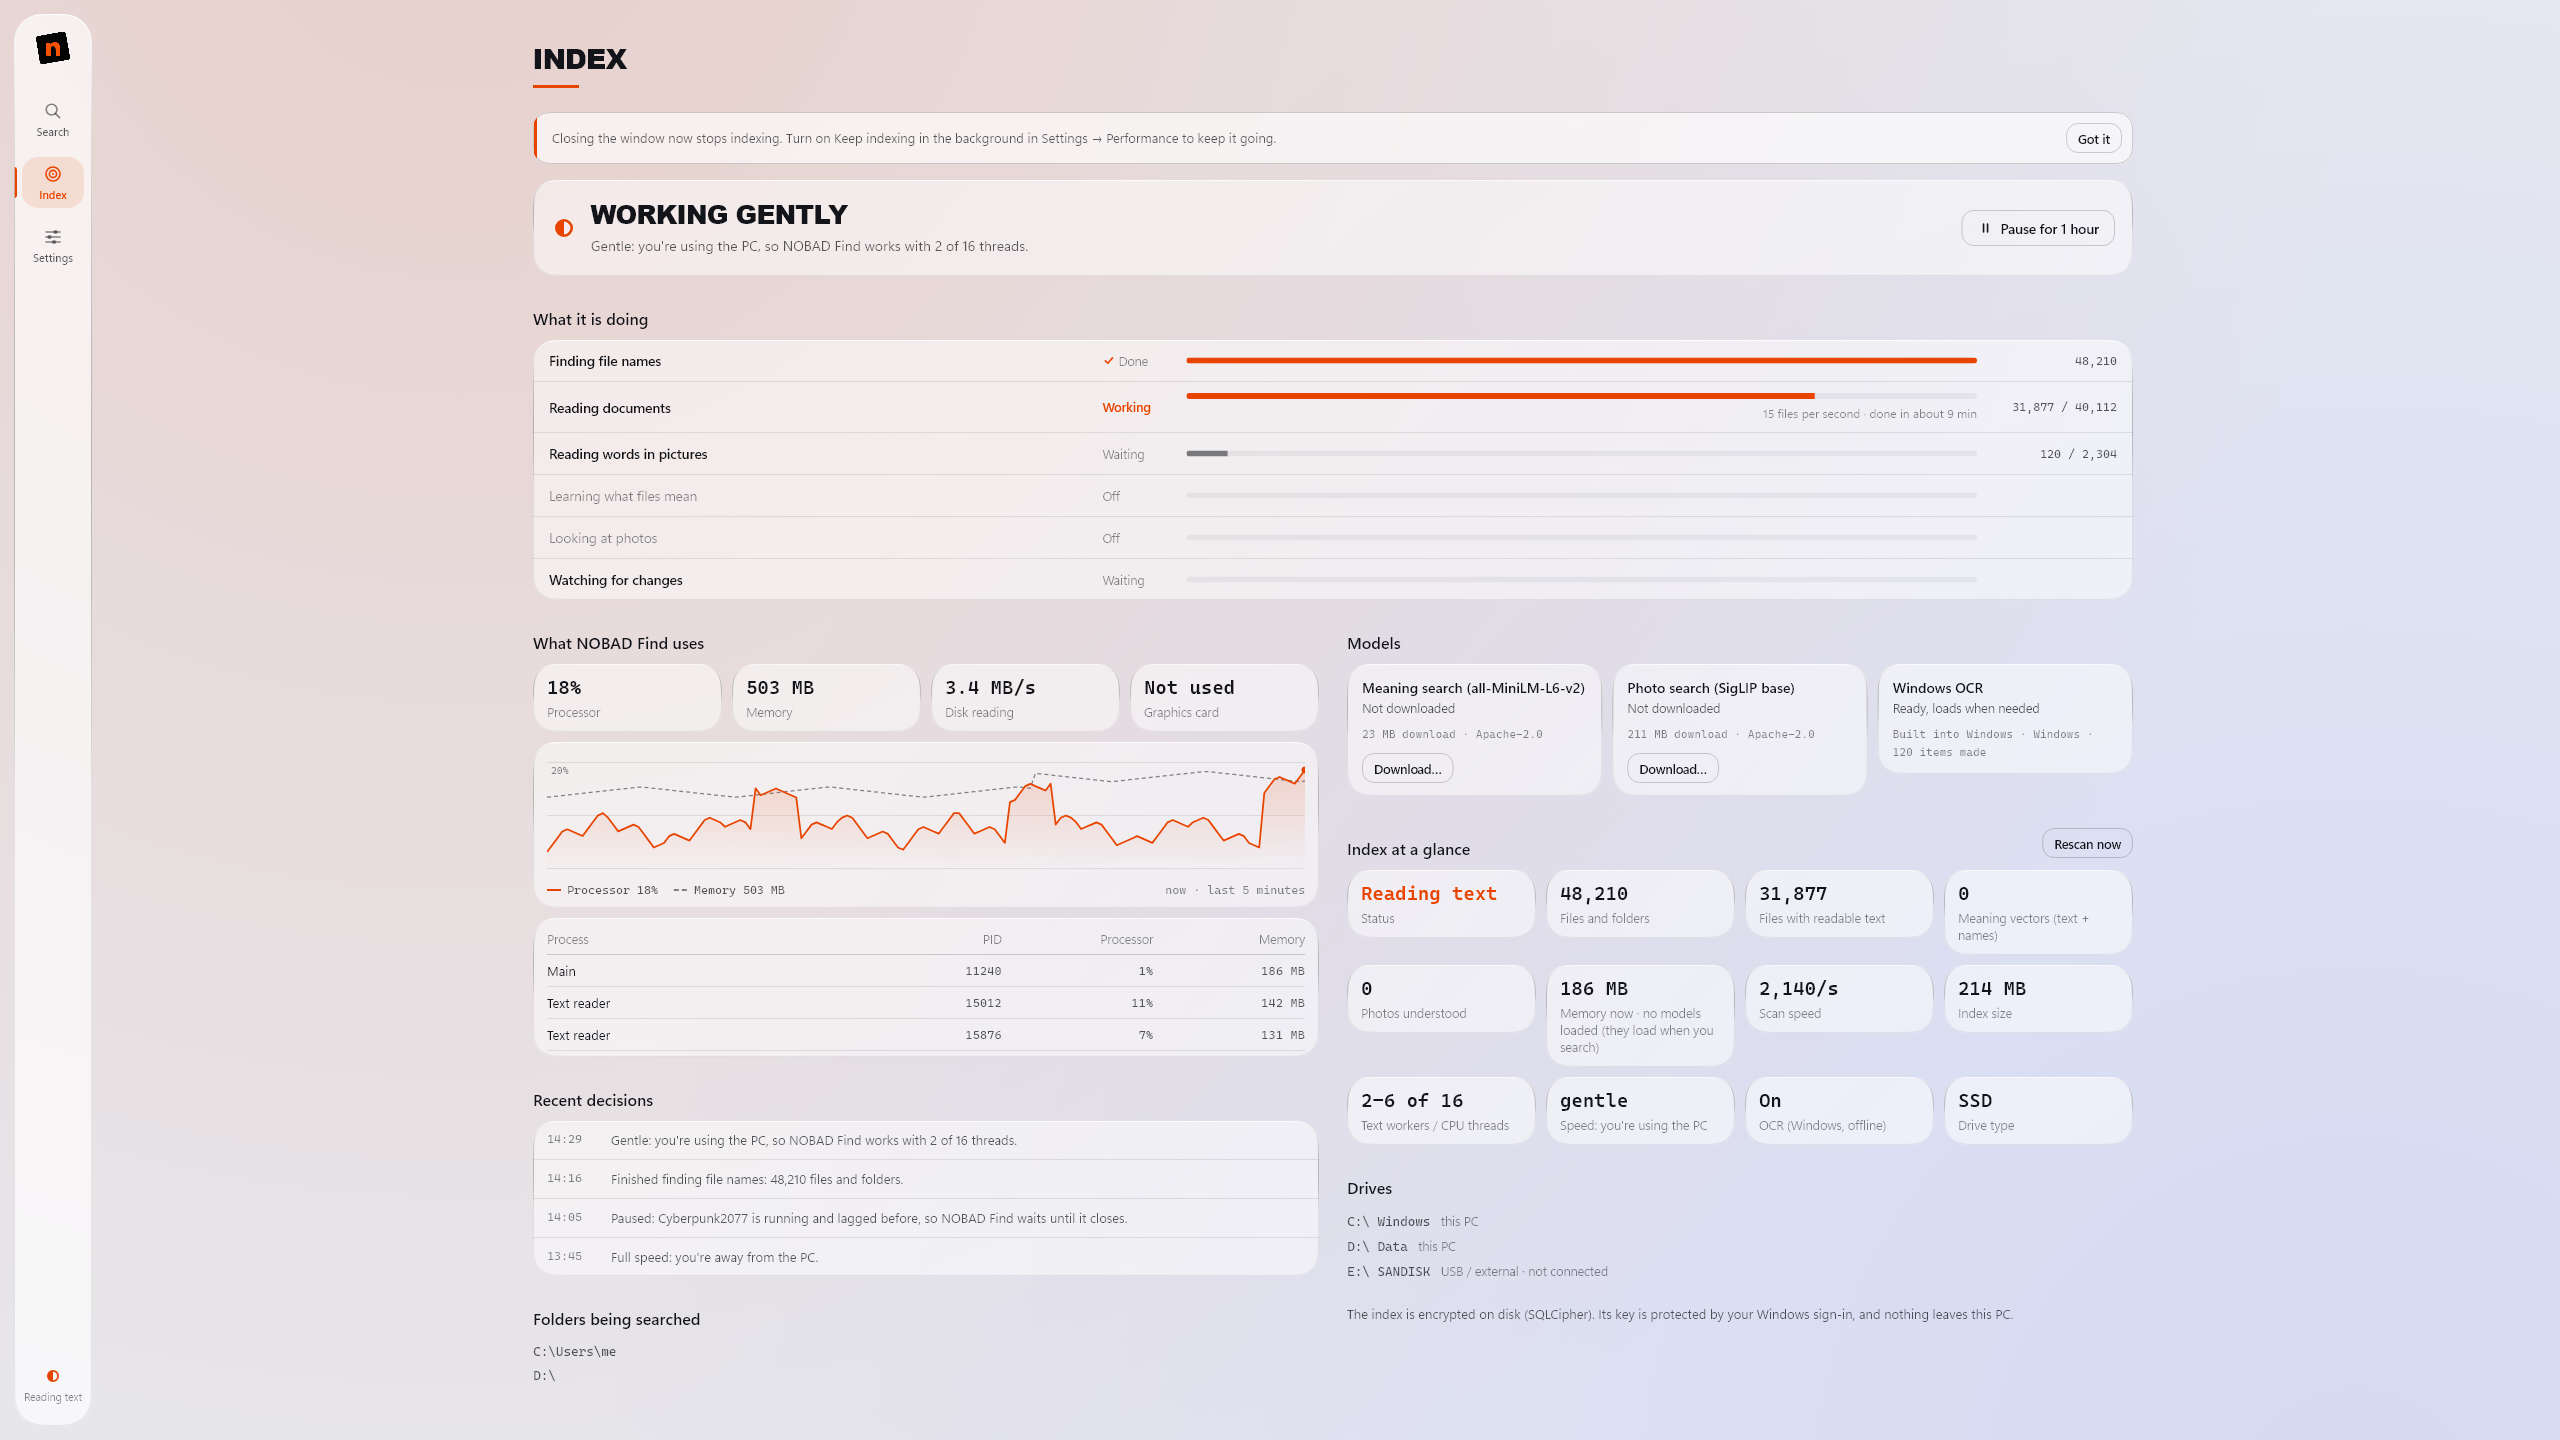 n
Search
Index
Settings
Reading text
INDEX
Closing the window now stops indexing. Turn on Keep indexing in the background in Settings → Performance to keep it going.
Got it
WORKING GENTLY
Gentle: you're using the PC, so NOBAD Find works with 2 of 16 threads.
Pause for 1 hour
What it is doing
Finding file names Done 48,210
Reading documents Working 31,877 / 40,112
15 files per second · done in about 9 min
Reading words in pictures Waiting 120 / 2,304
Learning what files mean Off
Looking at photos Off
Watching for changes Waiting
What NOBAD Find uses
18%
Processor
503 MB
Memory
3.4 MB/s
Disk reading
Not used
Graphics card
20%
Processor 18% Memory 503 MB now · last 5 minutes
Process PID Processor Memory
Main 11240 1% 186 MB
Text reader 15012 11% 142 MB
Text reader 15876 7% 131 MB
Recent decisions
14:29 Gentle: you're using the PC, so NOBAD Find works with 2 of 16 threads.
14:16 Finished finding file names: 48,210 files and folders.
14:05 Paused: Cyberpunk2077 is running and lagged before, so NOBAD Find waits until it closes.
13:45 Full speed: you're away from the PC.
Folders being searched
C:\Users\me
D:\
Models
Meaning search (all-MiniLM-L6-v2)
Not downloaded
23 MB download · Apache-2.0
Download...
Photo search (SigLIP base)
Not downloaded
211 MB download · Apache-2.0
Download...
Windows OCR
Ready, loads when needed
Built into Windows · Windows ·
120 items made
Index at a glance
Rescan now
Reading text
Status
48,210
Files and folders
31,877
Files with readable text
0
Meaning vectors (text +
names)
0
Photos understood
186 MB
Memory now · no models
loaded (they load when you
search)
2,140/s
Scan speed
214 MB
Index size
2–6 of 16
Text workers / CPU threads
gentle
Speed: you're using the PC
On
OCR (Windows, offline)
SSD
Drive type
Drives
C:\ Windows this PC
D:\ Data this PC
E:\ SANDISK USB / external · not connected
The index is encrypted on disk (SQLCipher). Its key is protected by your Windows sign-in, and nothing leaves this PC.